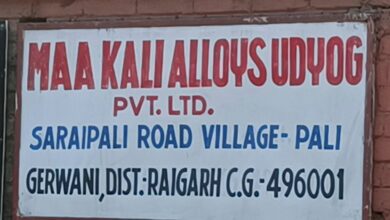 MAA KALI ALLOYS UDYOG
PVT. LTD.
SARAIPALI ROAD VILLAGE- PALI
GERWANI, DIST.:-RAIGARH C.G.-496001